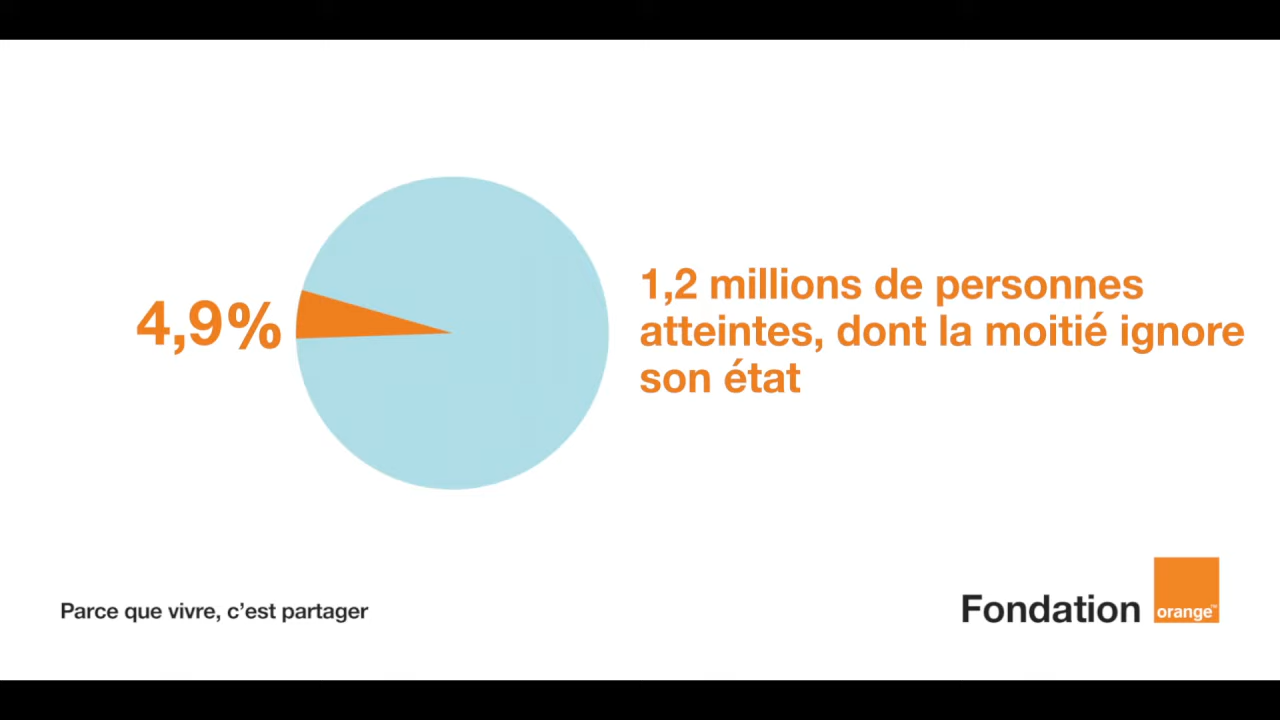 4,9%
1,2 millions de personnes
atteintes, dont la moitié ignore
son état
Parce que vivre, c’est partager
Fondation
orange™